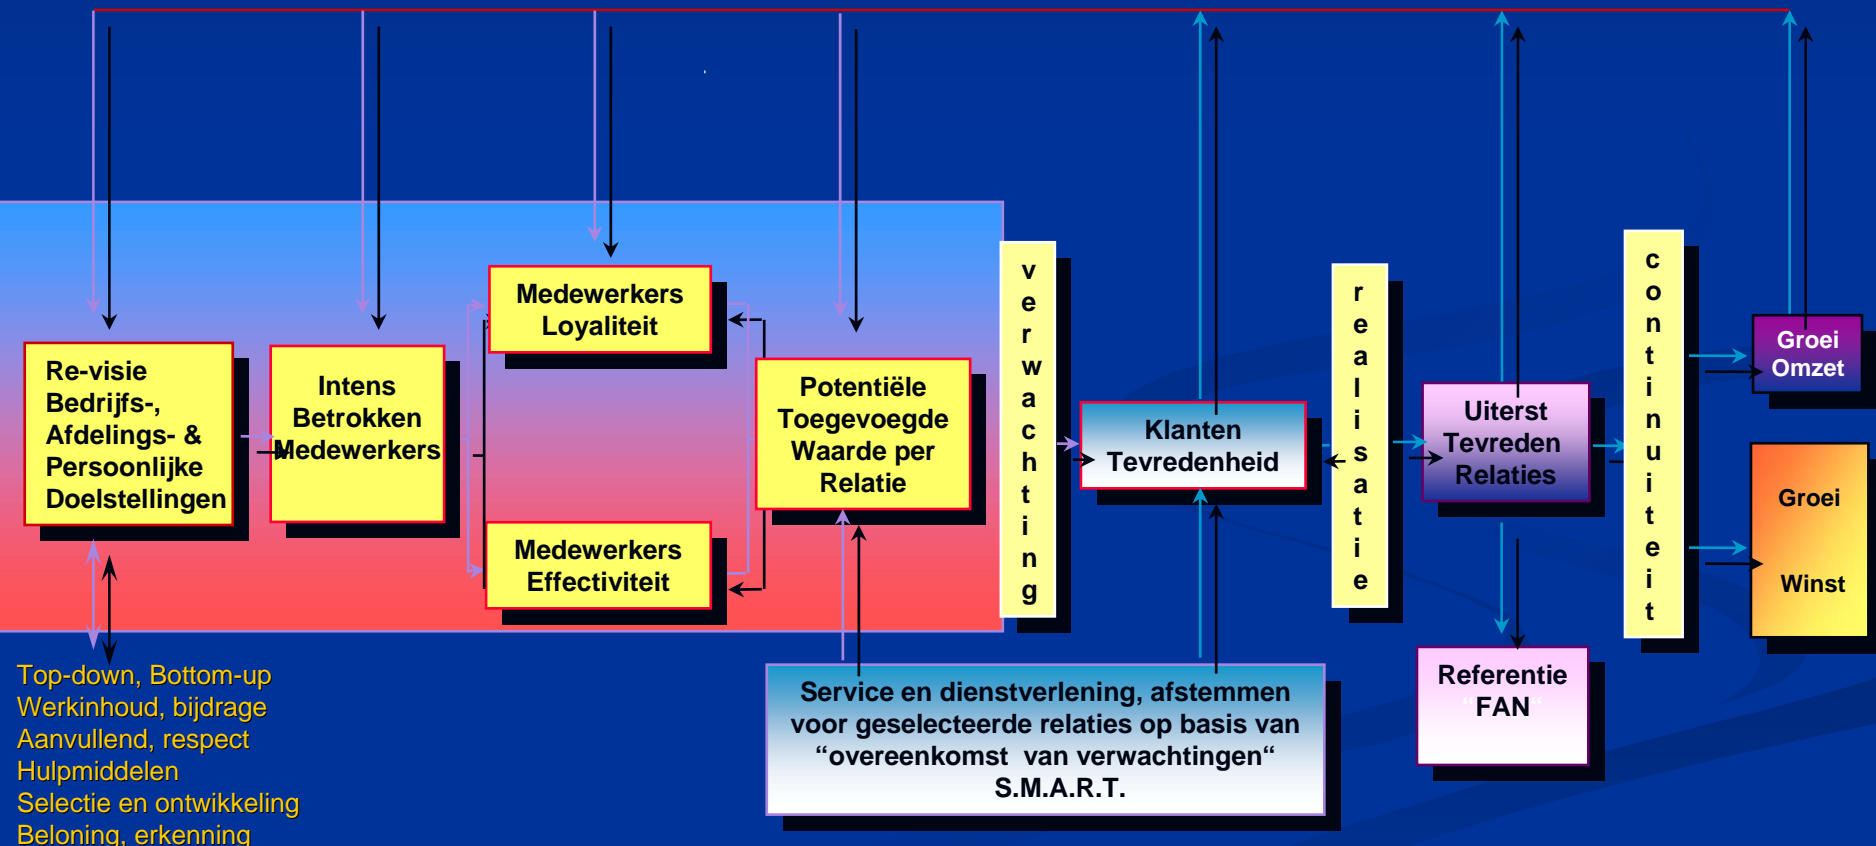 Re-visie
Bedrijfs-,
Afdelings- &
Persoonlijke
Doelstellingen
Intens
Betrokken
Medewerkers
Medewerkers
Loyaliteit
Medewerkers
Effectiviteit
Potentiële
Toegevoegde
Waarde per
Relatie
verwachting
Klanten
Tevredenheid
realisatie
Uiterst
Tevreden
Relaties
continuiteit
Groei
Omzet
Groei
Winst
Referentie
“FAN“
Service en dienstverlening, afstemmen
voor geselecteerde relaties op basis van
“overeenkomst van verwachtingen“
S.M.A.R.T.
Top-down, Bottom-up
Werkinhoud, bijdrage
Aanvullend, respect
Hulpmiddelen
Selectie en ontwikkeling
Beloning, erkenning